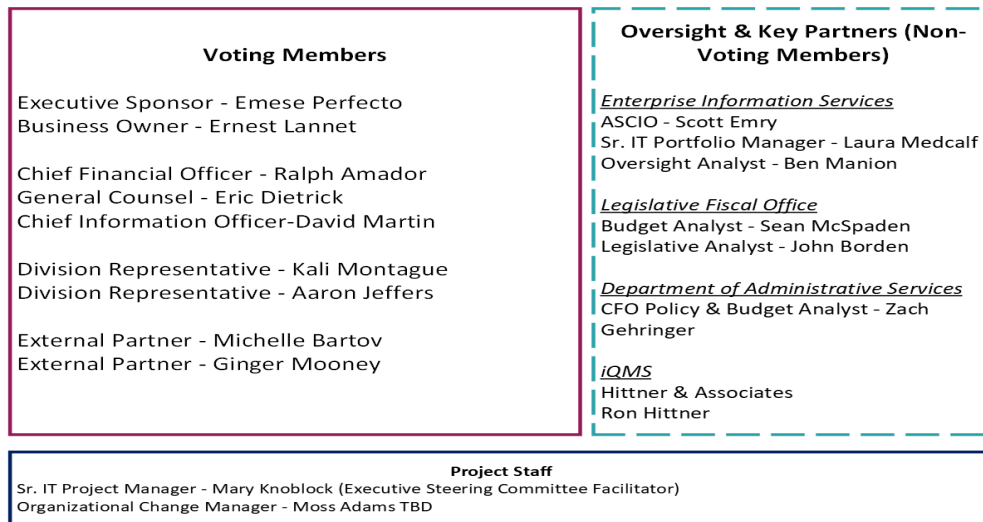 Voting Members
Executive Sponsor - Emese Perfecto
Business Owner - Ernest Lannet
Chief Financial Officer - Ralph Amador
General Counsel - Eric Dietrick
Chief Information Officer-David Martin
Division Representative - Kali Montague
Division Representative - Aaron Jeffers
External Partner - Michelle Bartov
External Partner - Ginger Mooney
Oversight & Key Partners (Non-
Voting Members)
Enterprise Information Services
ASCIO - Scott Emry
Sr. IT Portfolio Manager - Laura Medcalf
Oversight Analyst - Ben Manion
Legislative Fiscal Office
Budget Analyst - Sean McSpaden
Legislative Analyst - John Borden
Department of Administrative Services
CFO Policy & Budget Analyst - Zach
Gehringer
iQMS
Hittner & Associates
Ron Hittner
Project Staff
Sr. IT Project Manager - Mary Knoblock (Executive Steering Committee Facilitator)
Organizational Change Manager - Moss Adams TBD